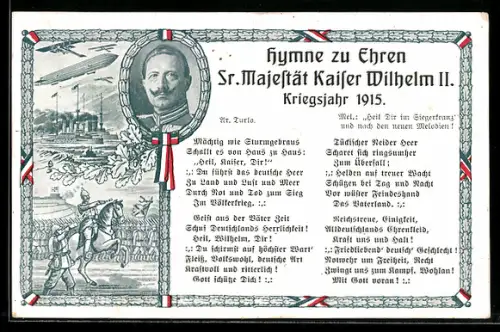 Hymne zu Ehren
Sr. Majestät Kaiser Wilhelm II.
Kriegsjahr 1915.
Ar. Durlo.
Mel.: „Heil Dir im Siegerkranz“
und nach den neuen Melodien!
Mächtig wie Sturmgebraus
Schallt es von Haus zu Haus:
„Heil, Kaiser, Dir!“
:,: Du führst das deutsche Heer
Zu Land und Luft und Meer
Durch Not und Tod zum Sieg
Im Völkerkrieg. :,:
Geist aus der Väter Zeit
Schuf Deutschlands Herrlichkeit!
Heil, Wilhelm, Dir!
:,: Du schirmst auf höchster Wart'
Fleiß, Volkswohl, deutsche Art
Kraftvoll und ritterlich!
Gott schütze Dich! :,:
Tückischer Neider Heer
Scharet sich ringsumher
Zum Überfall;
:,: Helden auf treuer Wacht
Schützen bei Tag und Nacht
Vor wüster Feindeshand
Das Vaterland. :,:
Reichstreue, Einigkeit,
Alldeutschlands Ehrenkleid,
Kraft uns und Halt!
:,: Friedliebend' deutsch' Geschlecht!
Notwehr um Freiheit, Recht
Zwingt uns zum Kampf. Wohlan!
Mit Gott voran! :,: